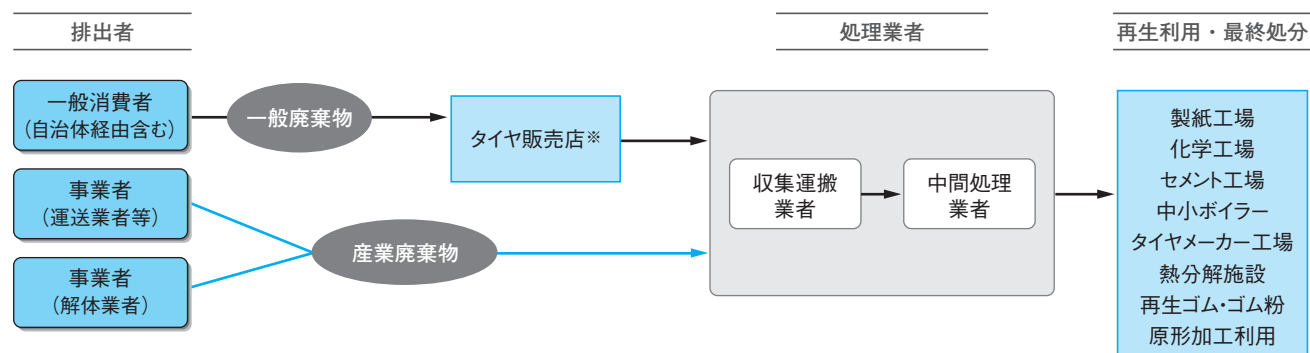 排出者
処理業者
再生利用・最終処分
一般消費者
(自治体経由含む)
一般廃棄物
タイヤ販売店※
事業者
(運送業者等)
事業者
(解体業者)
産業廃棄物
収集運搬
業者
中間処理
業者
製紙工場
化学工場
セメント工場
中小ボイラー
タイヤメーカー工場
熱分解施設
再生ゴム・ゴム粉
原形加工利用